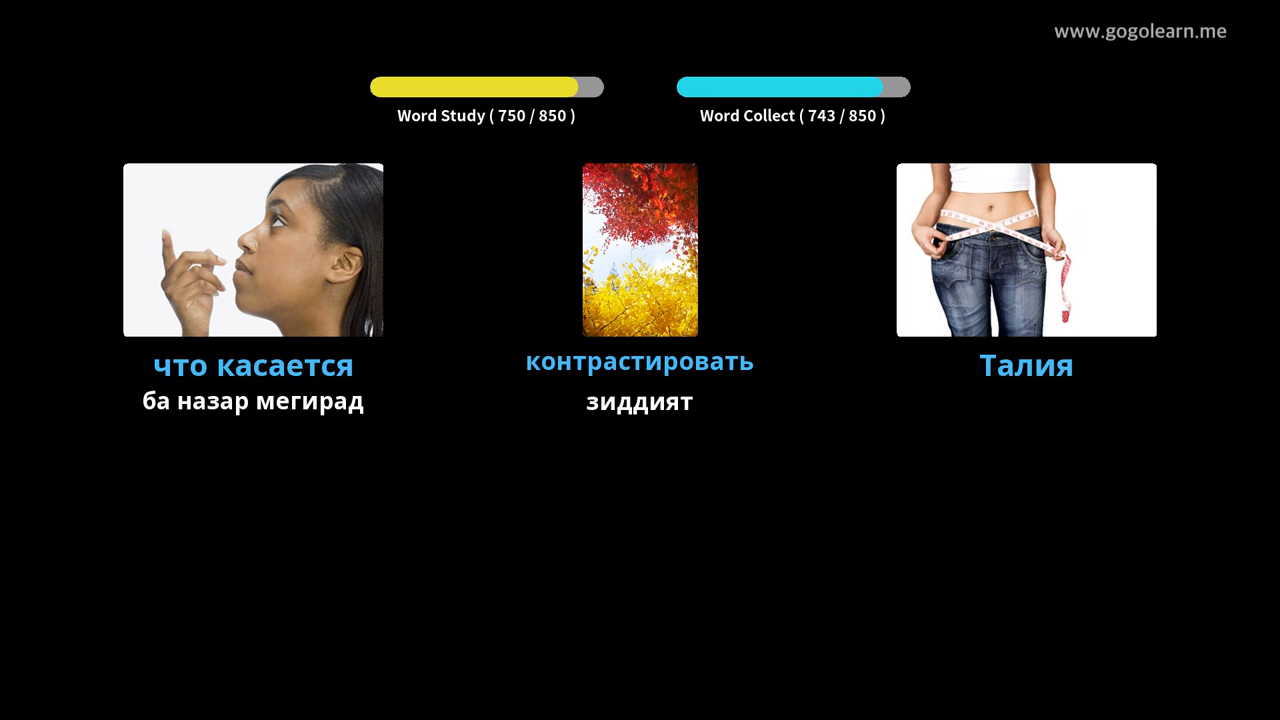 www.gogolearn.me
Word Study ( 750 / 850 )
Word Collect ( 743 / 850 )
что касается
ба назар мегирад
контрастировать
зиддият
Талия